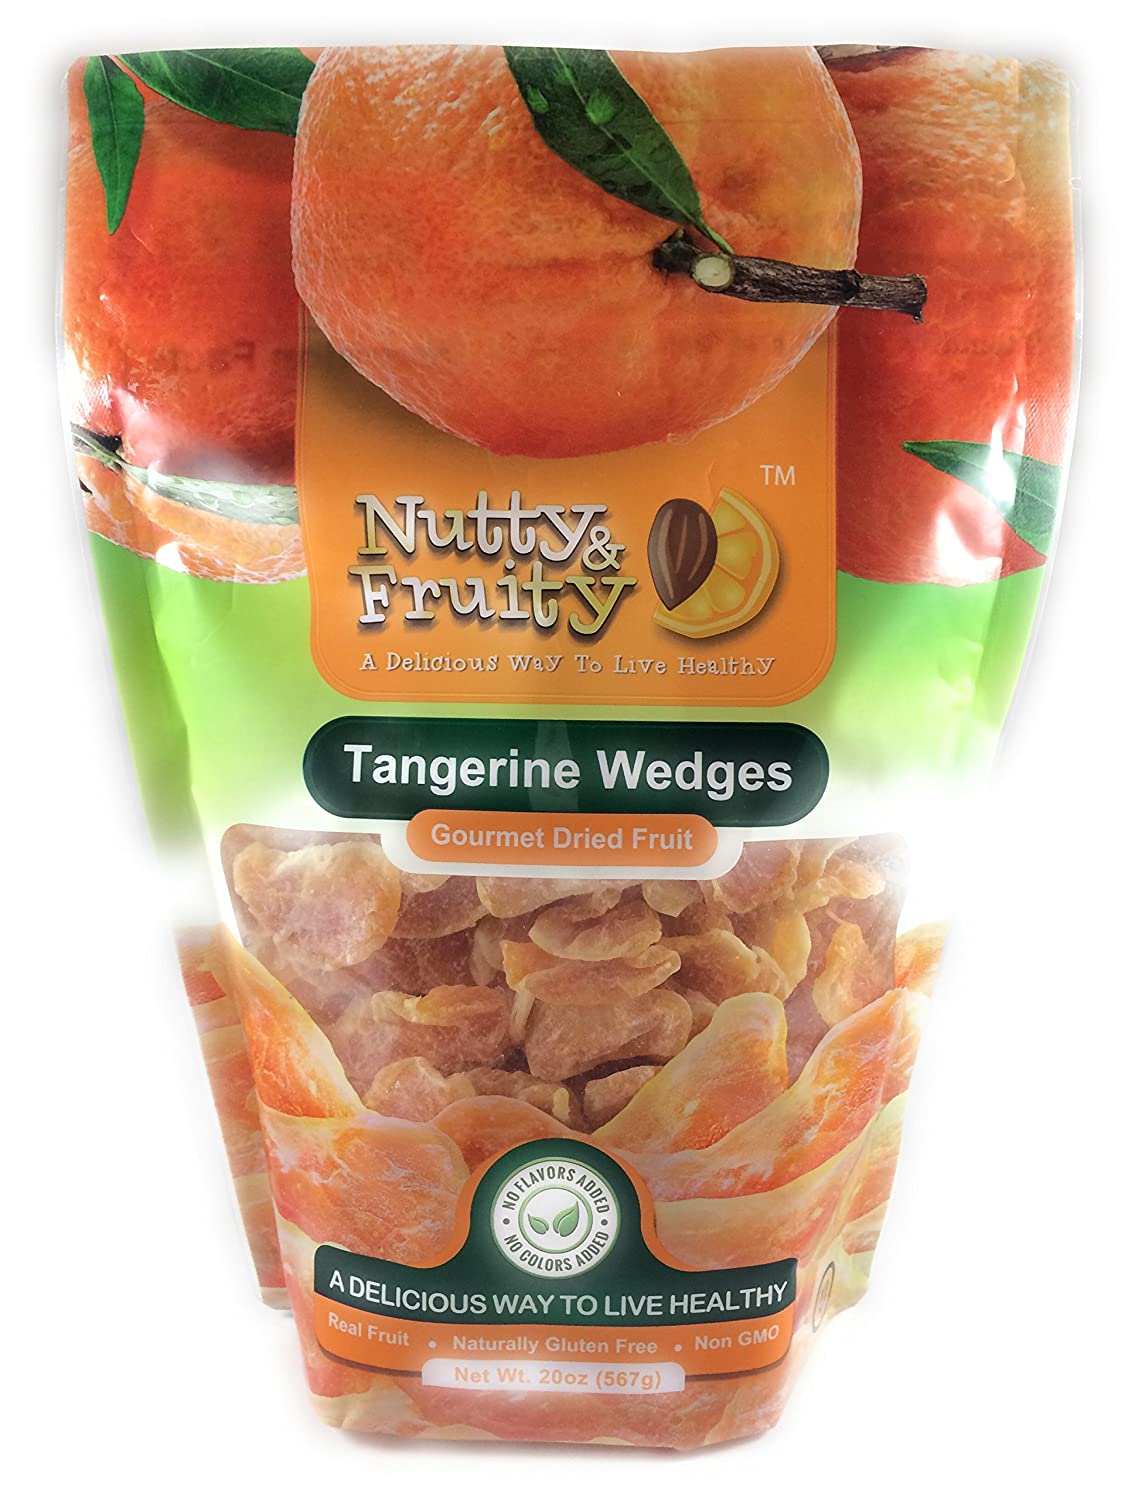 TM
Nutty&
Fruity
A Delicious Way To Live Healthy
Tangerine Wedges
Gourmet Dried Fruit
• NO FLAVORS ADDED •
NO COLORS ADDED
A DELICIOUS WAY TO LIVE HEALTHY
Real Fruit • Naturally Gluten Free • Non GMO
Net Wt. 20oz (567g)